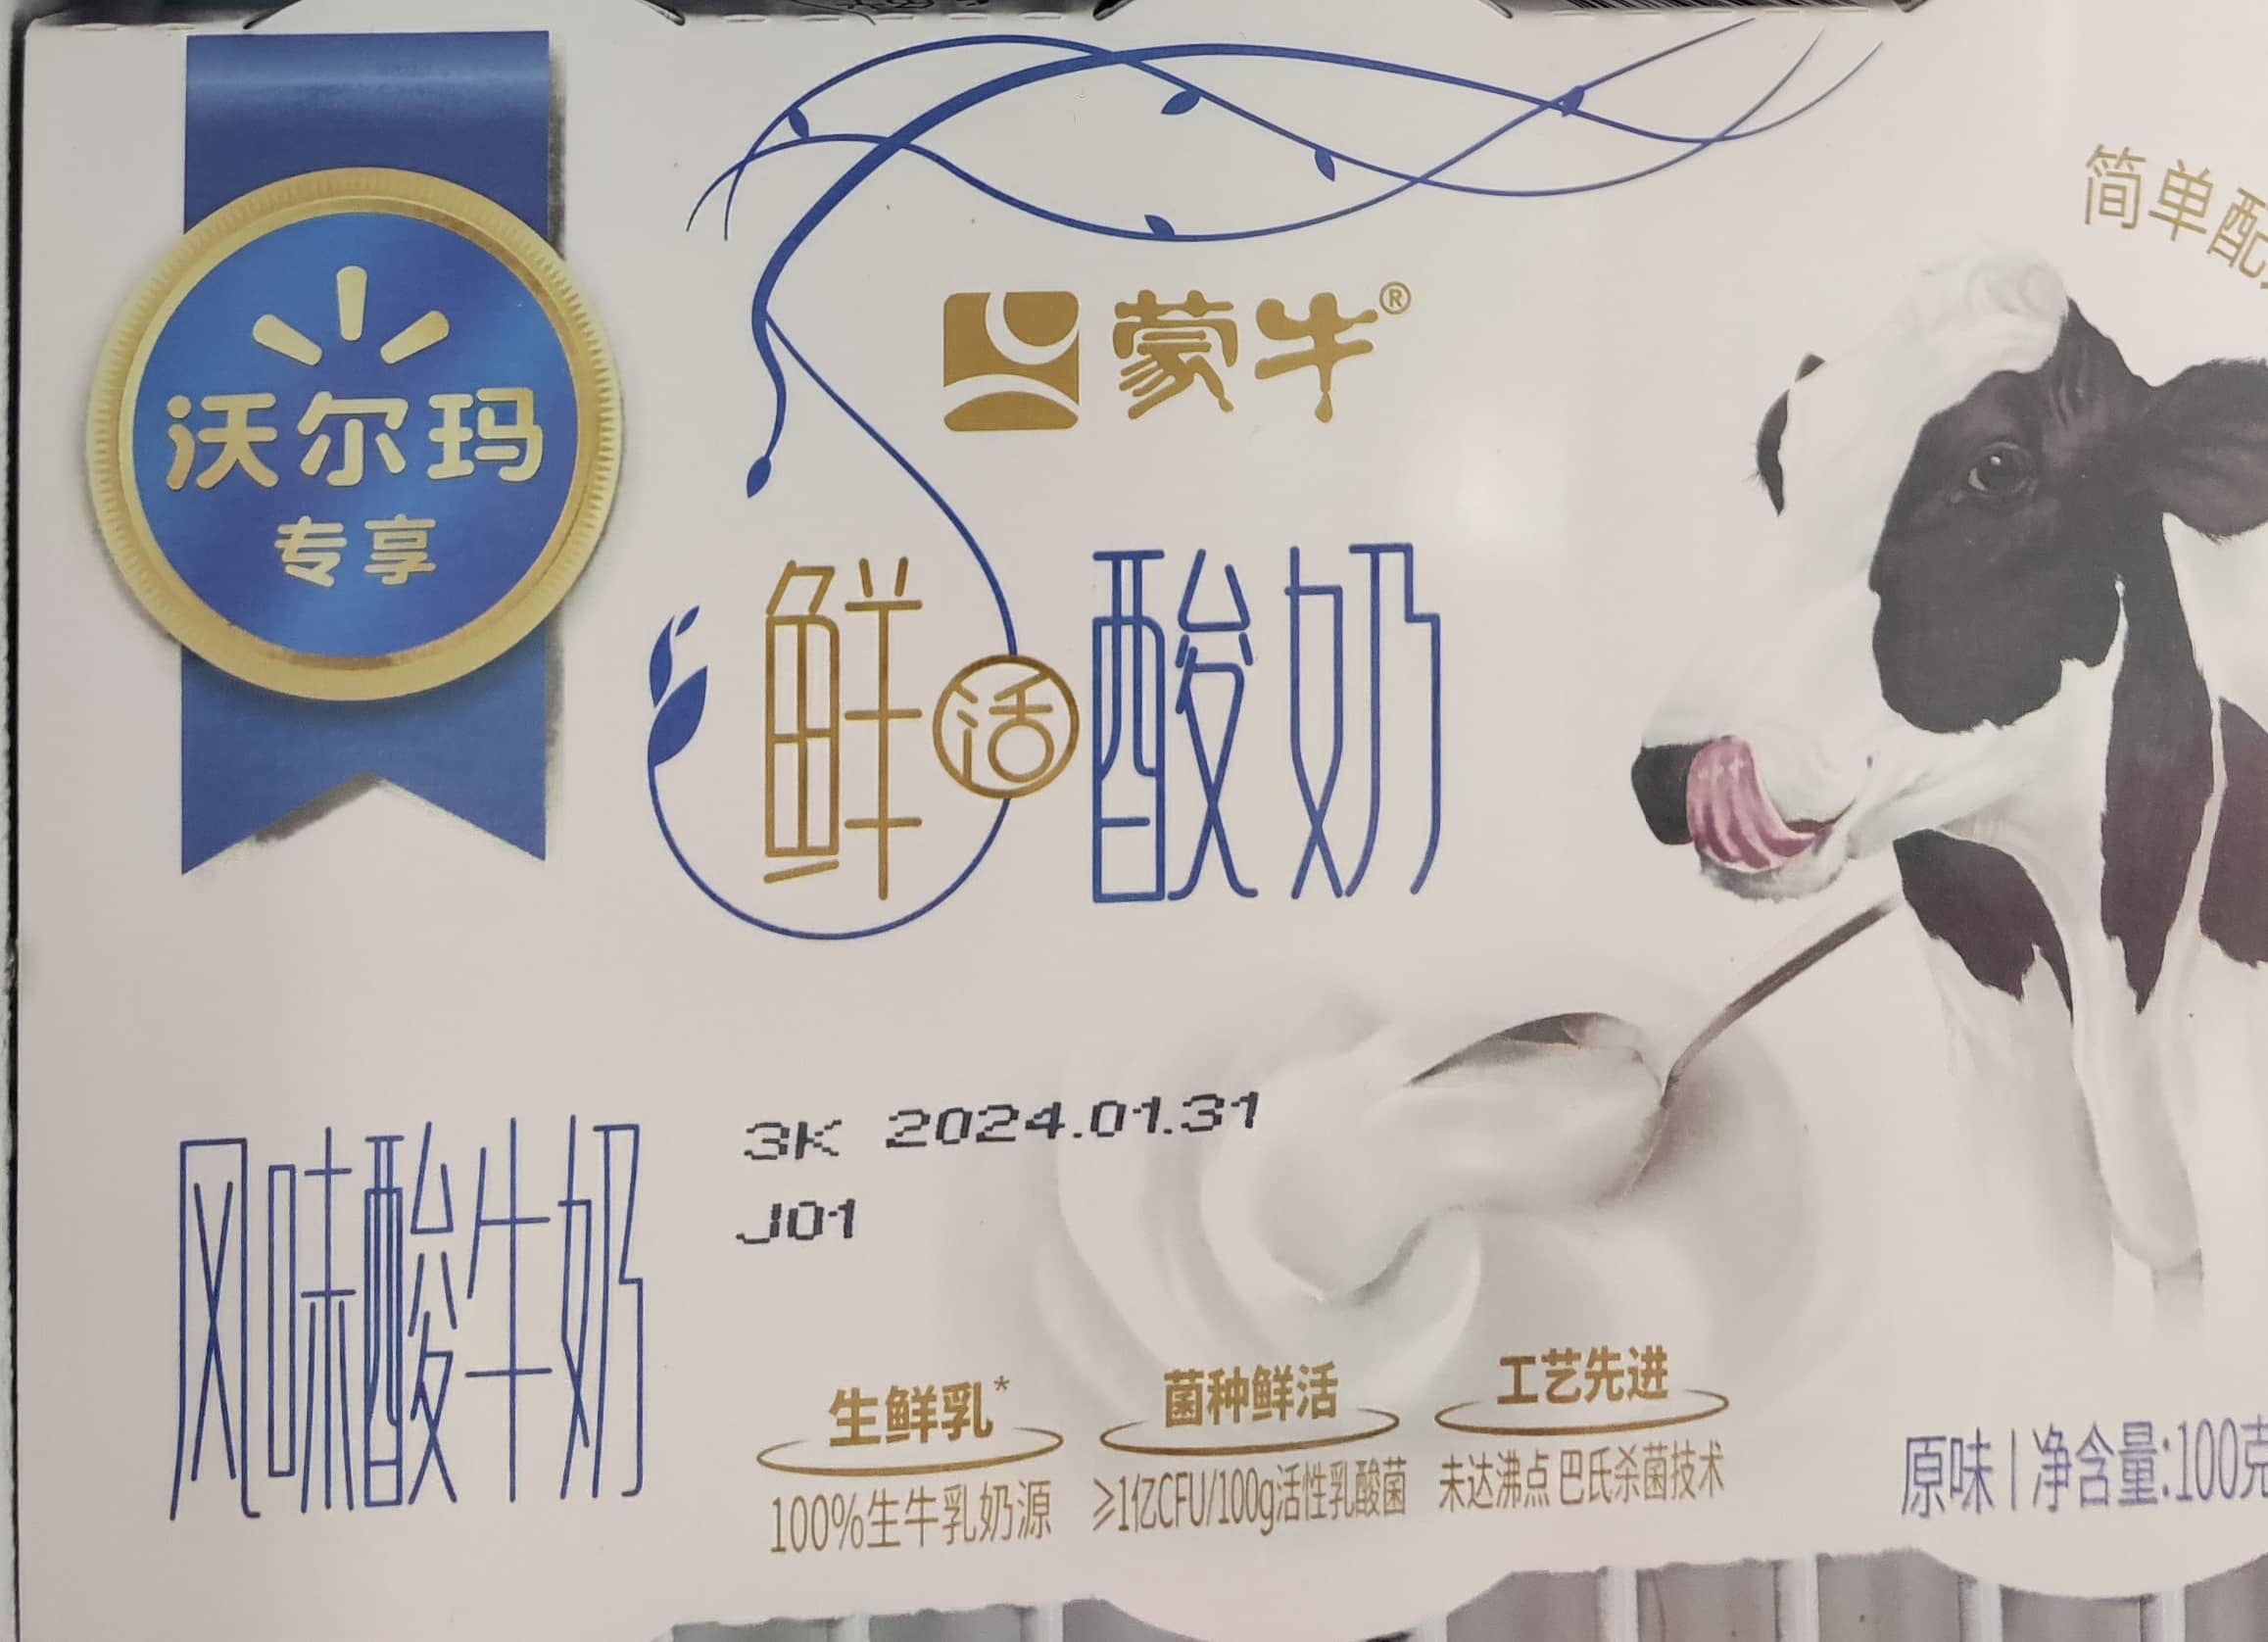 沃尔玛
专享
蒙牛®
简单配
鲜活酸奶
3K 2024.01.31
J01
风味酸牛奶
生鲜乳*
100%生牛乳奶源
菌种鲜活
≥1亿CFU/100g活性乳酸菌
工艺先进
未达沸点 巴氏杀菌技术
原味 | 净含量:100克